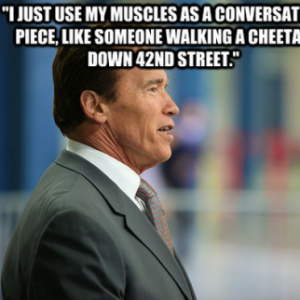 "I JUST USE MY MUSCLES AS A CONVERSAT
PIECE, LIKE SOMEONE WALKING A CHEETA
DOWN 42ND STREET."